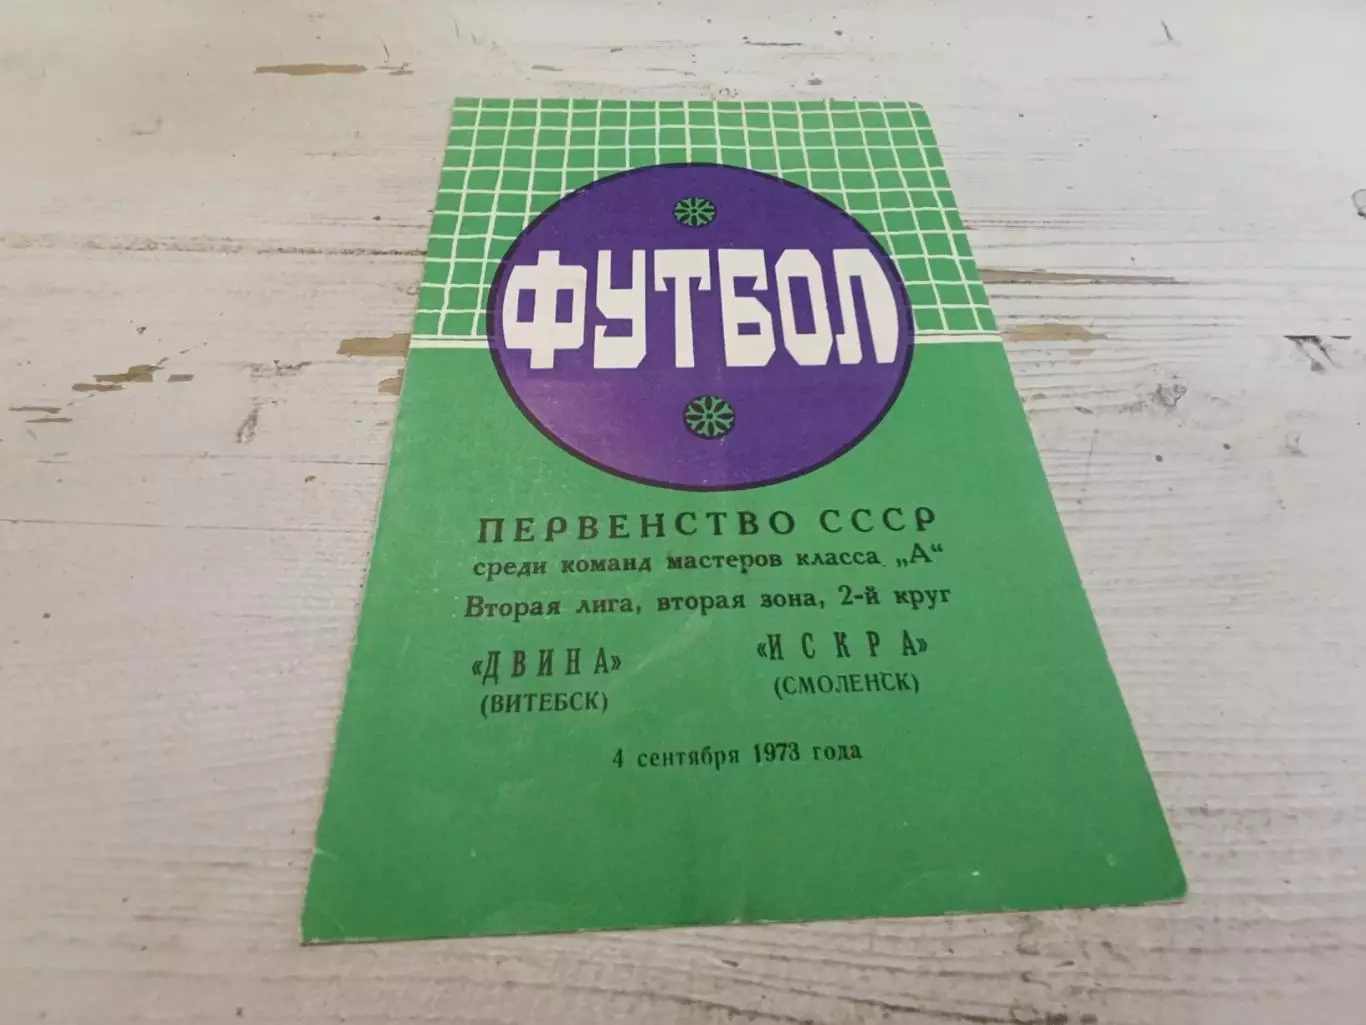 ФУТБОЛ
ПЕРВЕНСТВО СССР
среди команд мастеров класса „А“
Вторая лига, вторая зона, 2-й круг
«ДВИНА» «ИСКРА»
(ВИТЕБСК) (СМОЛЕНСК)
4 сентября 1973 года